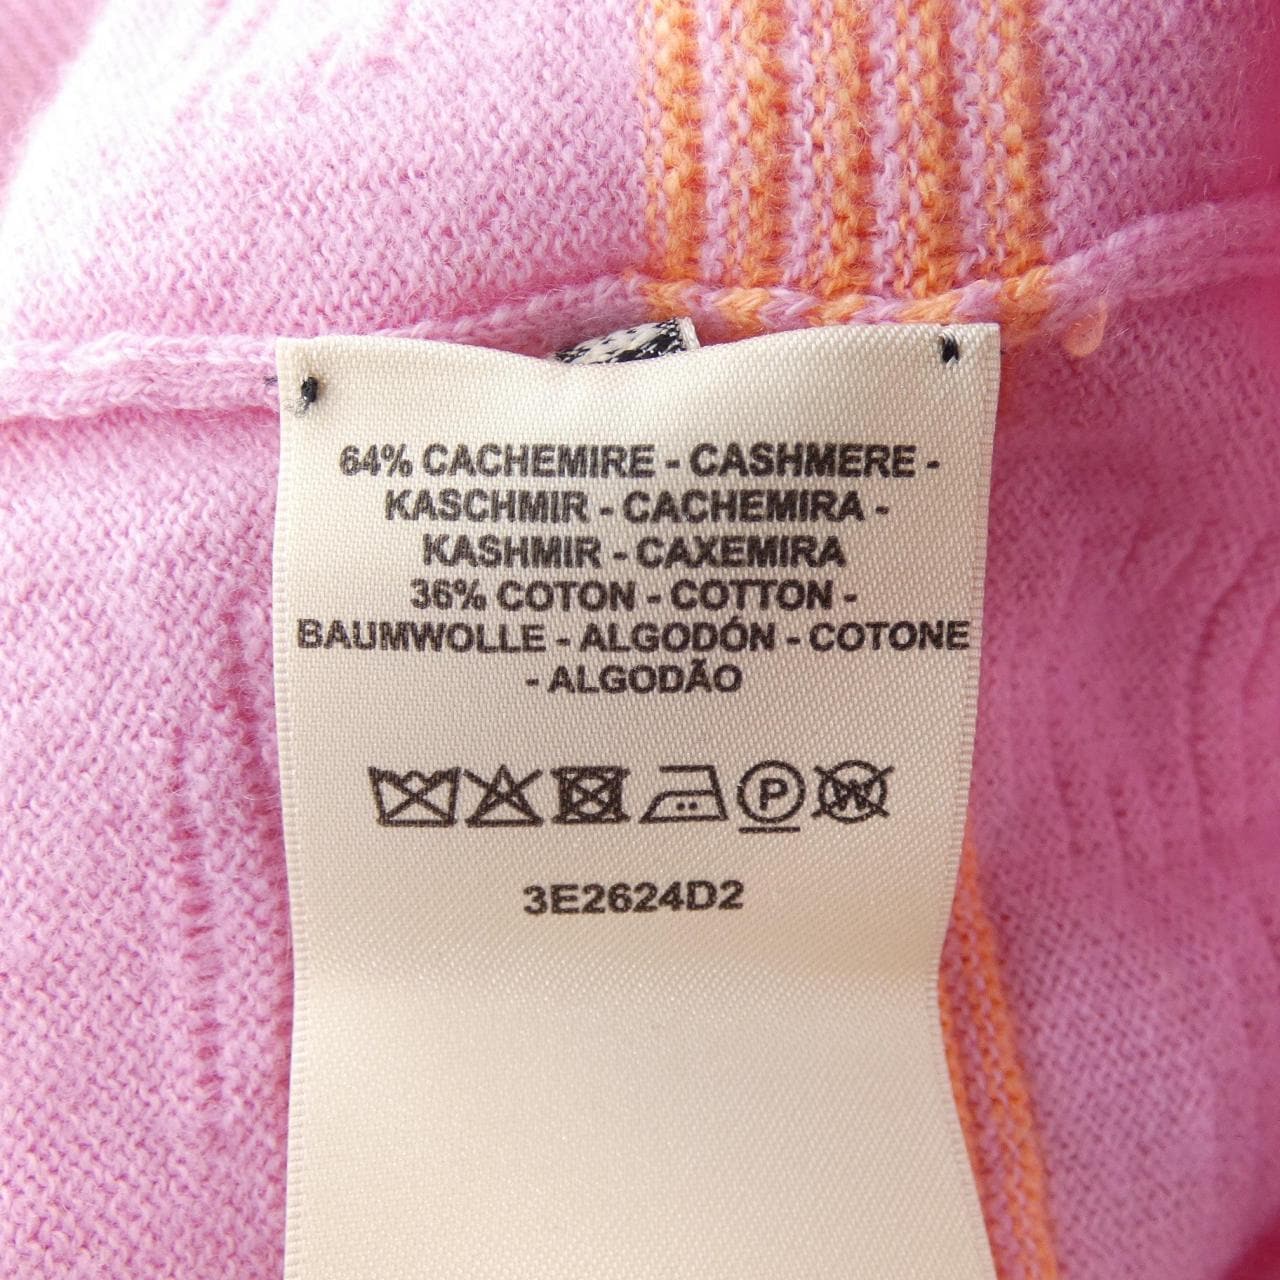 64% CACHEMIRE - CASHMERE -
KASCHMIR - CACHEMIRA -
KASHMIR - CAXEMIRA
36% COTON - COTTON -
BAUMWOLLE - ALGODÓN - COTONE
- ALGODÃO
P W
3E2624D2